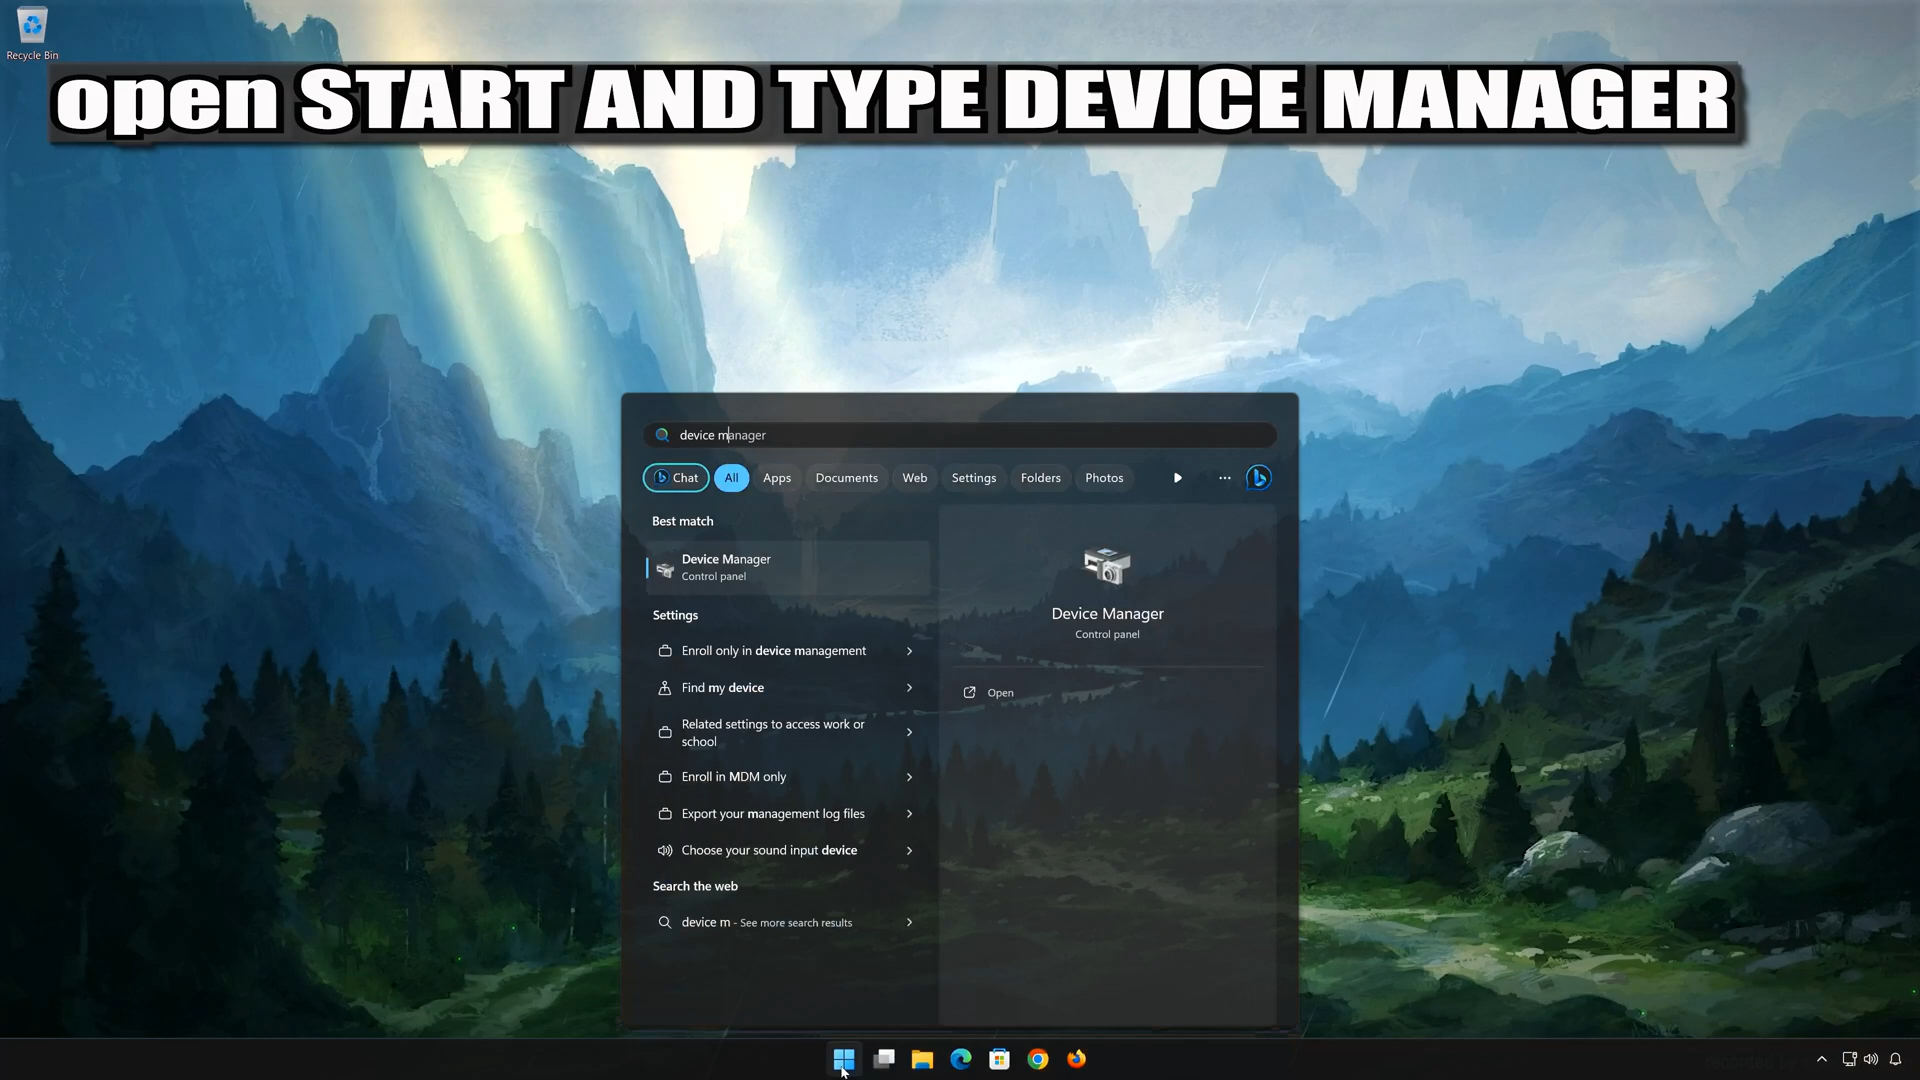 Recycle Bin
open START AND TYPE DEVICE MANAGER
device manager
Chat
All
Apps
Documents
Web
Settings
Folders
Photos
Best match
Device Manager
Control panel
Settings
Enroll only in device management
Find my device
Related settings to access work or
school
Enroll in MDM only
Export your management log files
Choose your sound input device
Search the web
device m - See more search results
Device Manager
Control panel
Open